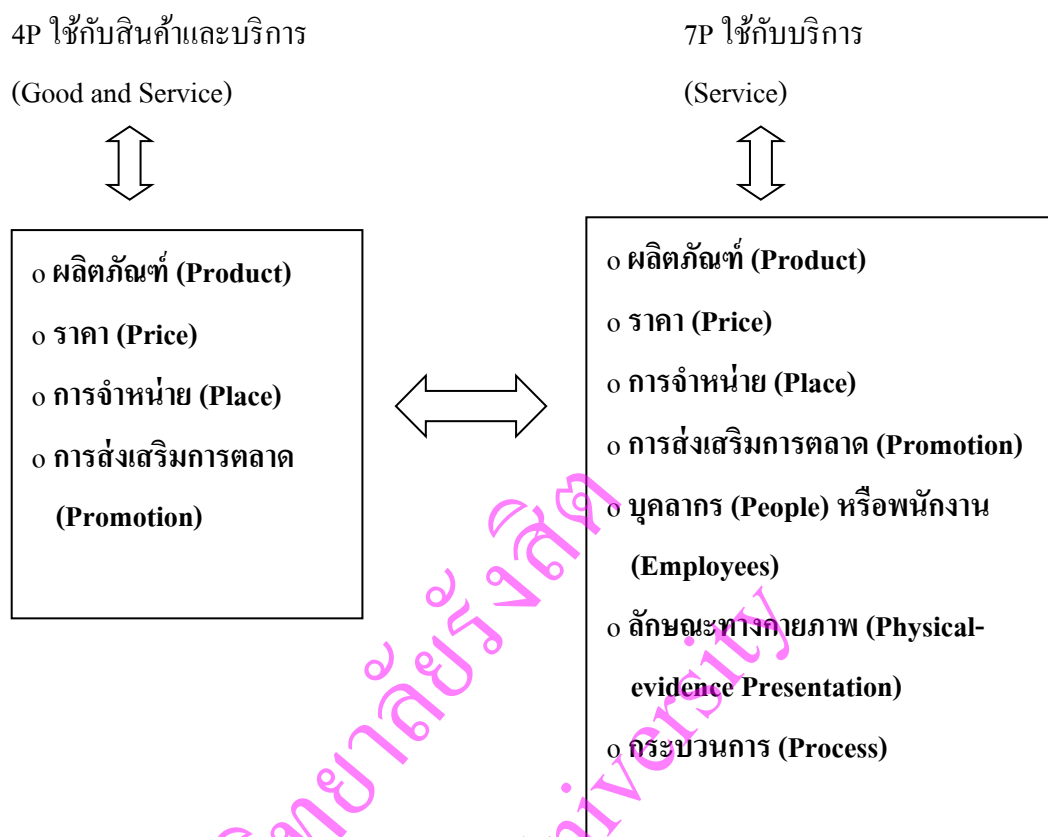 4P ใช้กับสินค้าและบริการ
(Good and Service)
7P ใช้กับบริการ
(Service)
o ผลิตภัณฑ์ (Product)
o ราคา (Price)
o การจำหน่าย (Place)
o การส่งเสริมการตลาด
(Promotion)
o ผลิตภัณฑ์ (Product)
o ราคา (Price)
o การจำหน่าย (Place)
o การส่งเสริมการตลาด (Promotion)
o บุคลากร (People) หรือพนักงาน
(Employees)
o ลักษณะทางกายภาพ (Physical-
evidence Presentation)
o กระบวนการ (Process)